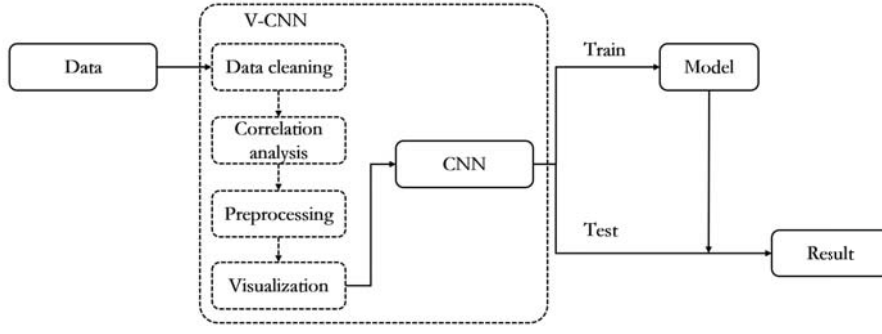 V-CNN
Data
Data cleaning
Correlation
analysis
Preprocessing
Visualization
CNN
Train
Model
Test
Result